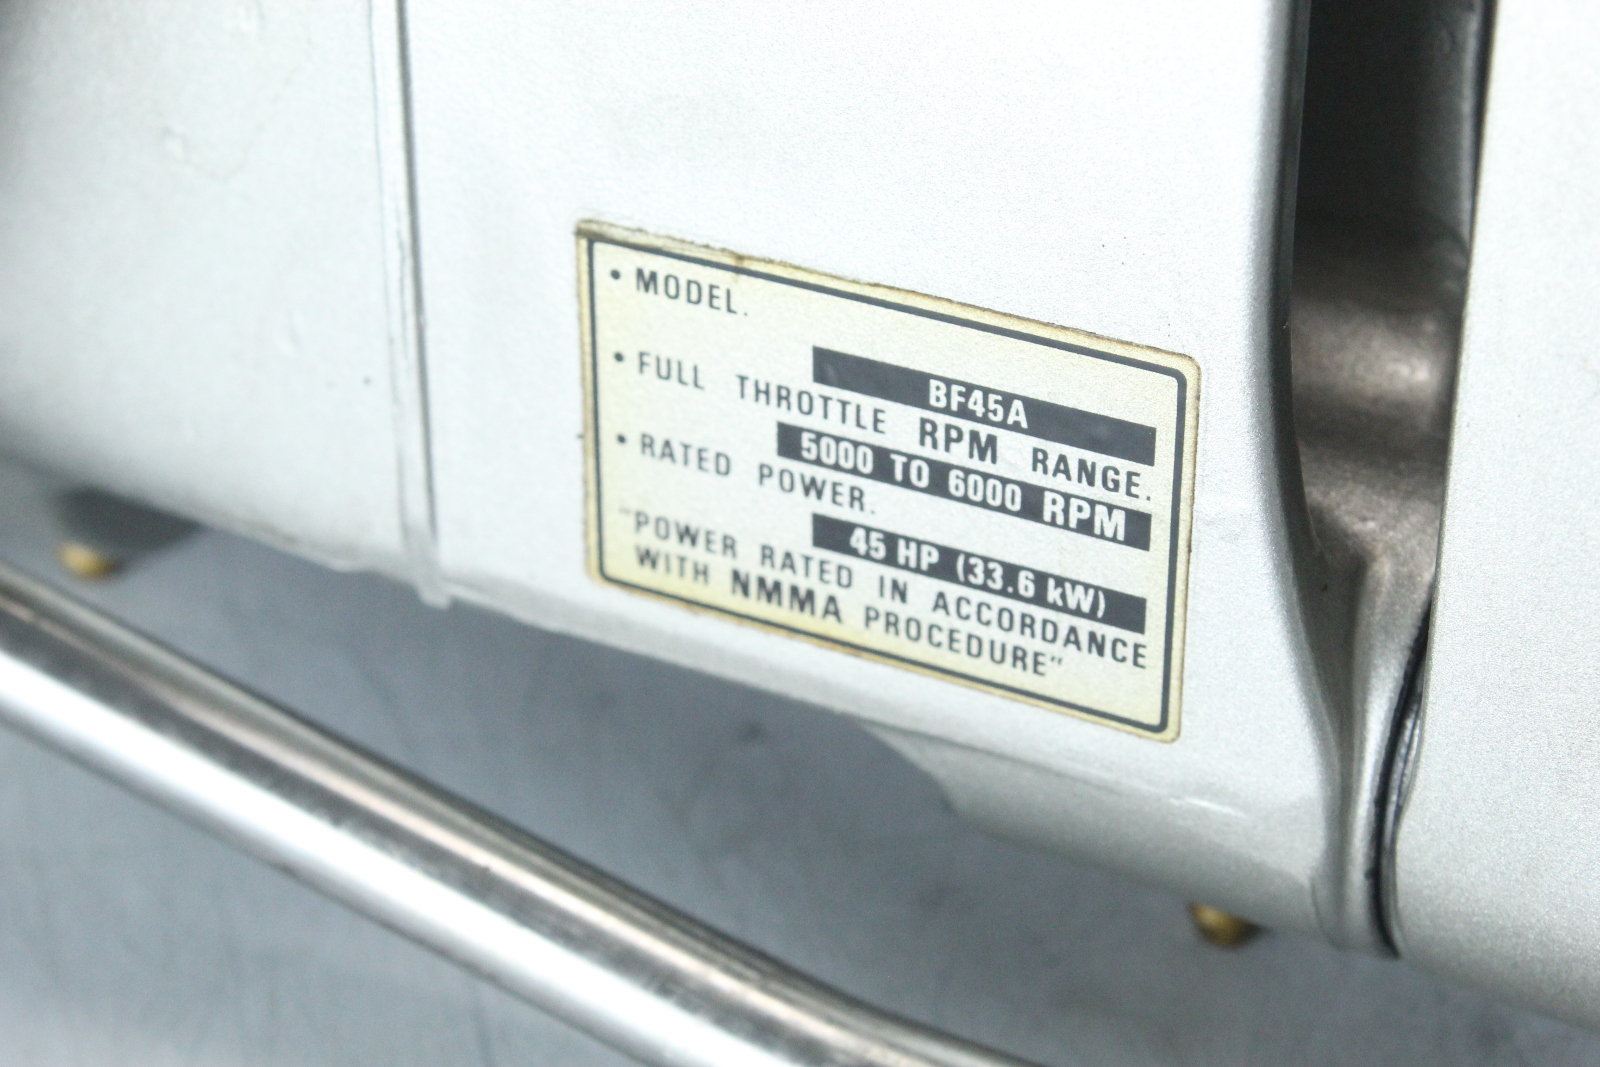 • MODEL.
BF45A
• FULL THROTTLE RPM RANGE.
5000 TO 6000 RPM
• RATED POWER.
45 HP (33.6 kW)
"POWER RATED IN ACCORDANCE
WITH NMMA PROCEDURE"